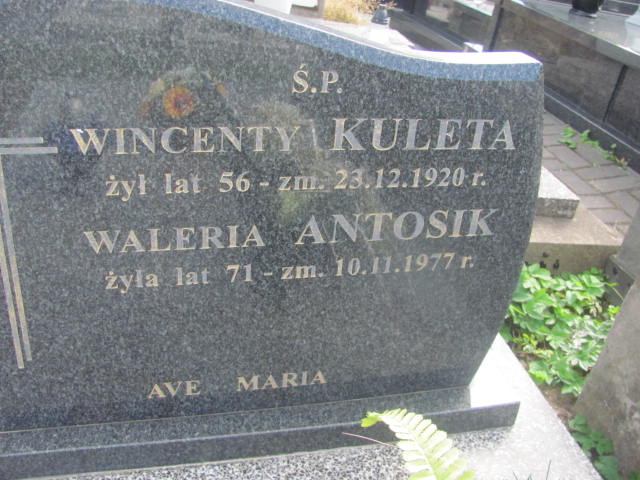 Ś.P.
WINCENTY KULETA
żył lat 56 - zm. 23.12.1920 r.
WALERIA ANTOSIK
żyła lat 71 - zm. 10.11.1977 r.
AVE MARIA